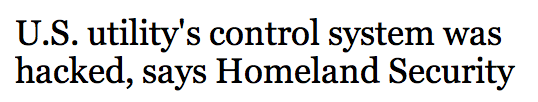 U.S. utility's control system was
hacked, says Homeland Security